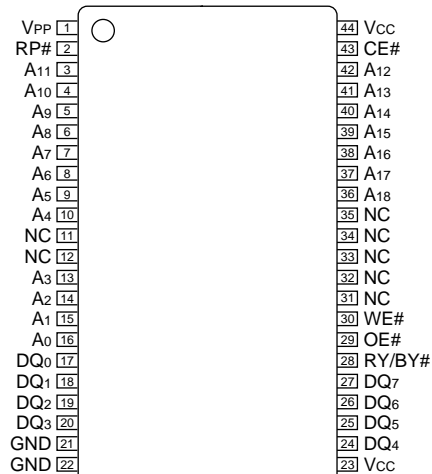 VPP 1 44 VCC
RP# 2 43 CE#
A11 3 42 A12
A10 4 41 A13
A9 5 40 A14
A8 6 39 A15
A7 7 38 A16
A6 8 37 A17
A5 9 36 A18
A4 10 35 NC
NC 11 34 NC
NC 12 33 NC
A3 13 32 NC
A2 14 31 NC
A1 15 30 WE#
A0 16 29 OE#
DQ0 17 28 RY/BY#
DQ1 18 27 DQ7
DQ2 19 26 DQ6
DQ3 20 25 DQ5
GND 21 24 DQ4
GND 22 23 VCC